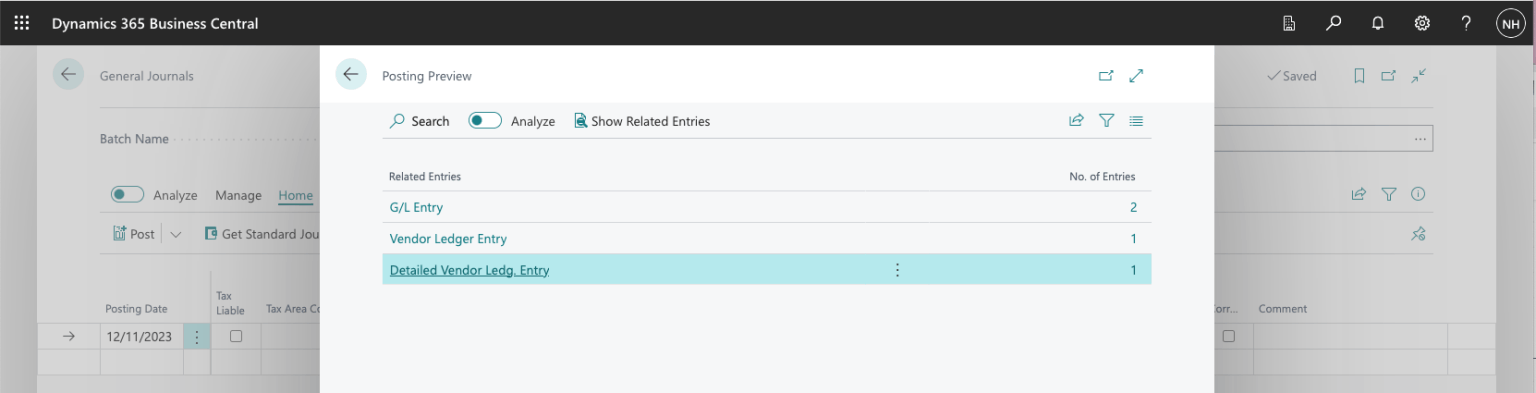 Dynamics 365 Business Central
NH
General Journals
Posting Preview
Saved
Search Analyze Show Related Entries
Batch Name
Related Entries No. of Entries
Analyze Manage Home
G/L Entry 2
Post Get Standard Jou
Vendor Ledger Entry 1
Detailed Vendor Ledg. Entry 1
Posting Date Tax Liable Tax Area Co orr... Comment
12/11/2023